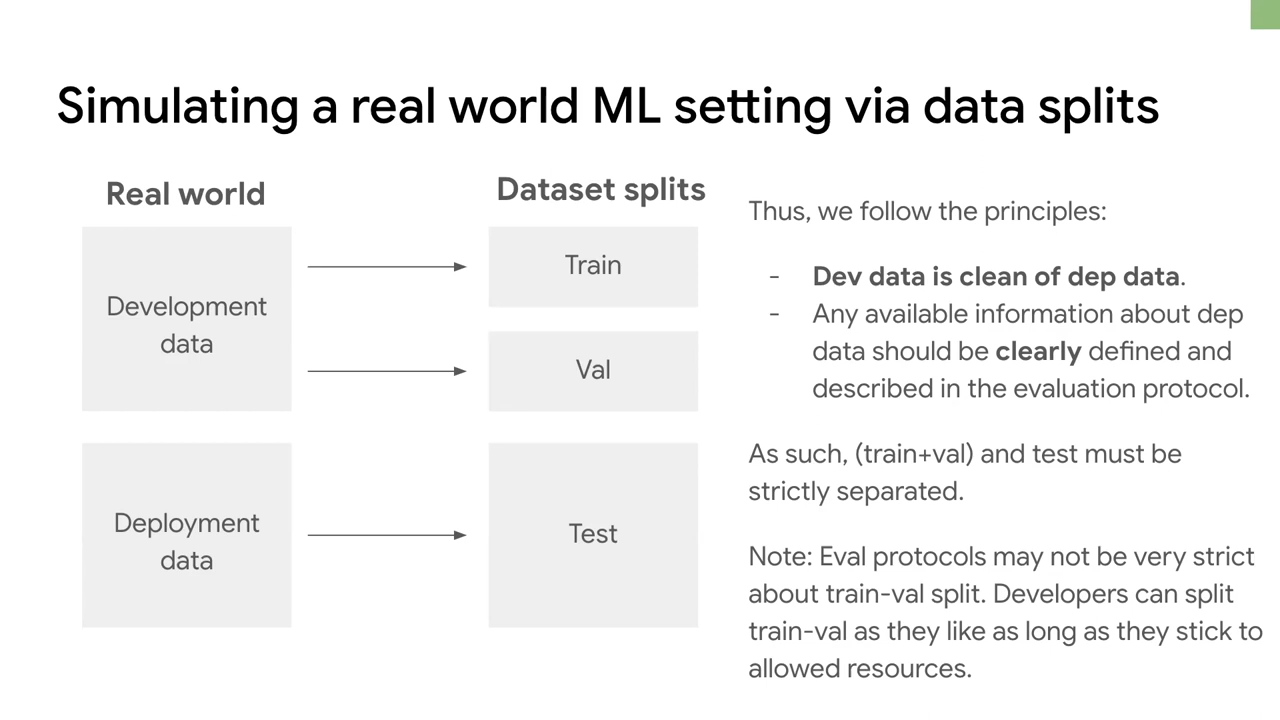 Simulating a real world ML setting via data splits
Real world
Dataset splits
Development
data
Train
Val
Deployment
data
Test
Thus, we follow the principles:
- Dev data is clean of dep data.
- Any available information about dep
data should be clearly defined and
described in the evaluation protocol.
As such, (train+val) and test must be
strictly separated.
Note: Eval protocols may not be very strict
about train-val split. Developers can split
train-val as they like as long as they stick to
allowed resources.